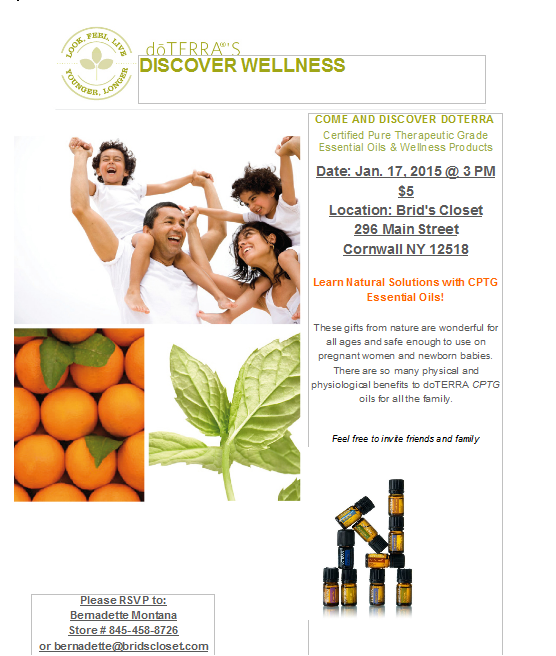 LOOK, FEEL, LIVE
YOUNGER, LONGER
dōTERRA®'S
DISCOVER WELLNESS
COME AND DISCOVER DOTERRA
Certified Pure Therapeutic Grade
Essential Oils & Wellness Products
Date: Jan. 17, 2015 @ 3 PM
$5
Location: Brid's Closet
296 Main Street
Cornwall NY 12518
Learn Natural Solutions with CPTG
Essential Oils!
These gifts from nature are wonderful for
all ages and safe enough to use on
pregnant women and newborn babies.
There are so many physical and
physiological benefits to doTERRA CPTG
oils for all the family.
Feel free to invite friends and family
Please RSVP to:
Bernadette Montana
Store # 845-458-8726
or bernadette@bridscloset.com